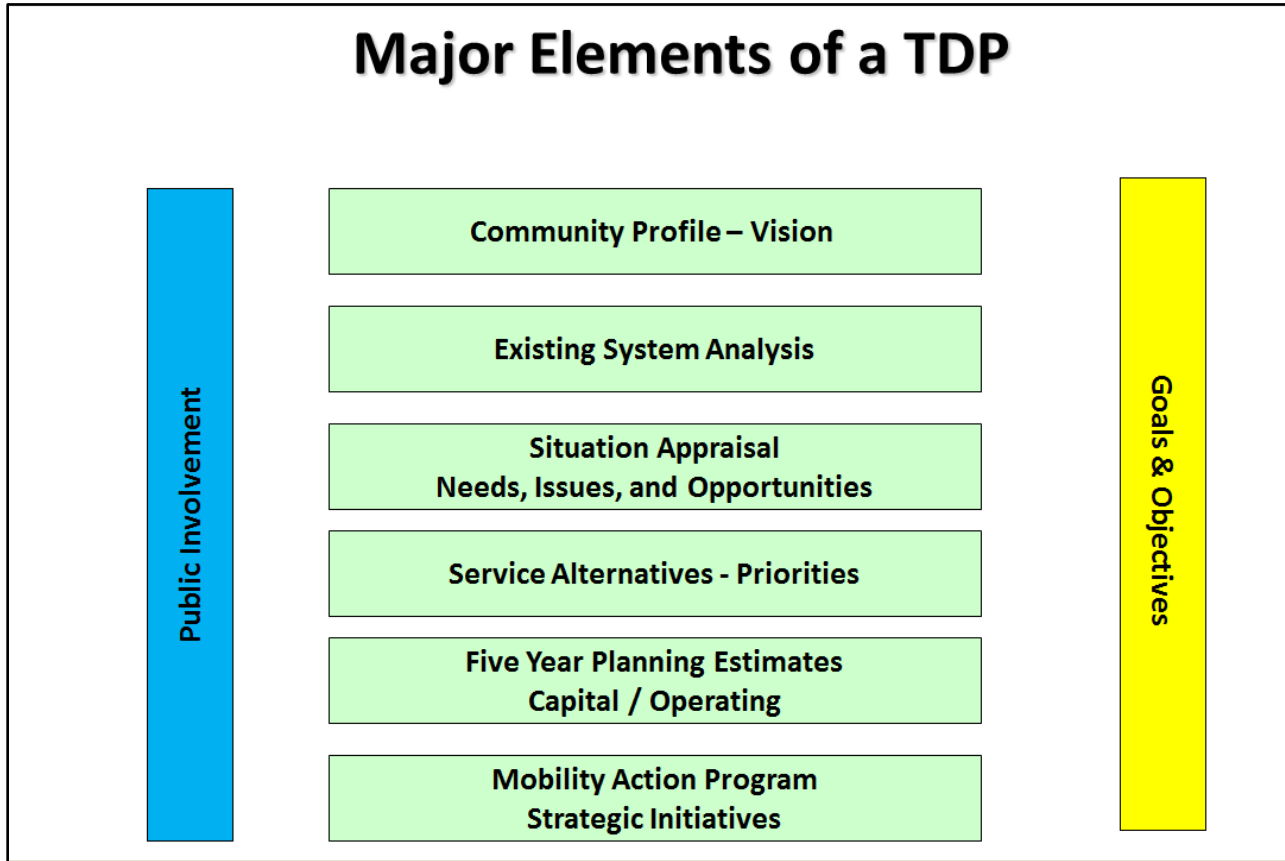 Major Elements of a TDP
Public Involvement
Community Profile – Vision
Existing System Analysis
Situation Appraisal
Needs, Issues, and Opportunities
Service Alternatives - Priorities
Five Year Planning Estimates
Capital / Operating
Mobility Action Program
Strategic Initiatives
Goals & Objectives